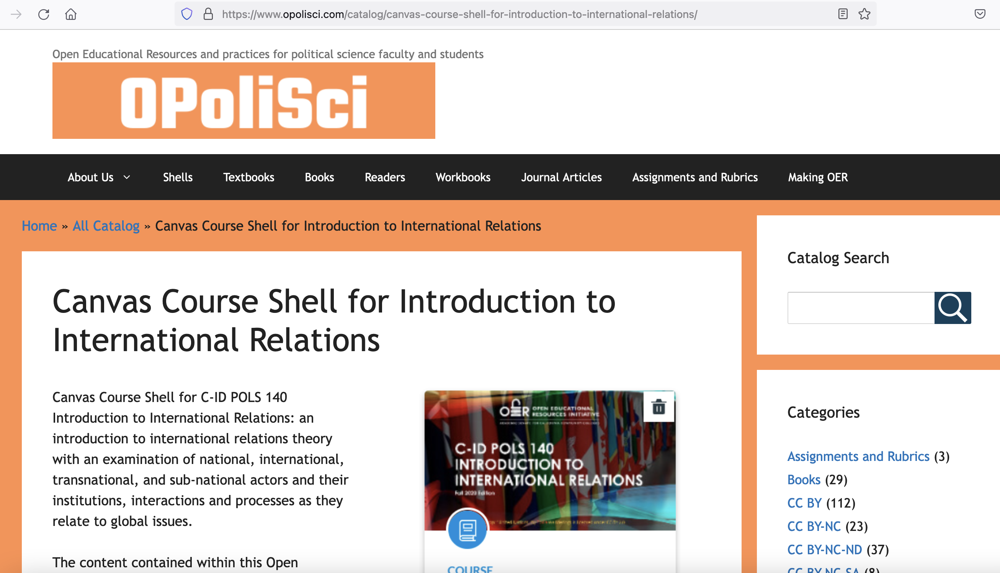 https://www.opolisci.com/catalog/canvas-course-shell-for-introduction-to-international-relations/
Open Educational Resources and practices for political science faculty and students
OPoliSci
About Us Shells Textbooks Books Readers Workbooks Journal Articles Assignments and Rubrics Making OER
Home » All Catalog » Canvas Course Shell for Introduction to International Relations
Canvas Course Shell for Introduction to
International Relations
Canvas Course Shell for C-ID POLS 140
Introduction to International Relations: an
introduction to international relations theory
with an examination of national, international,
transnational, and sub-national actors and their
institutions, interactions and processes as they
relate to global issues.
The content contained within this Open
OER OPEN EDUCATIONAL
RESOURCES INITIATIVE
ACADEMIC SENATE FOR CALIFORNIA COMMUNITY COLLEGES
C-ID POLS 140
INTRODUCTION TO
INTERNATIONAL RELATIONS
Fall 2020 Edition
COURSE
Catalog Search
Categories
Assignments and Rubrics (3)
Books (29)
CC BY (112)
CC BY-NC (23)
CC BY-NC-ND (37)
CC BY-NC-SA (8)